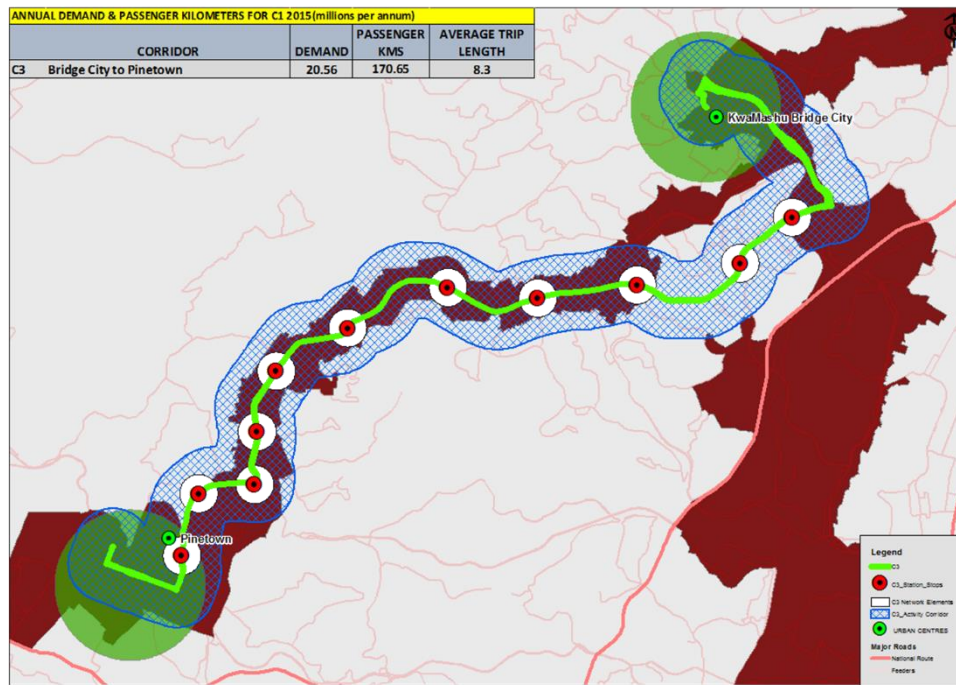 ANNUAL DEMAND & PASSENGER KILOMETERS FOR C1 2015(millions per annum)
CORRIDOR DEMAND PASSENGER KMS AVERAGE TRIP LENGTH
C3 Bridge City to Pinetown 20.56 170.65 8.3
KwaMashu Bridge City
Pinetown
Legend
C3
C3_Station_Stops
C3 Network Elements
C3_Activity Corridor
URBAN CENTRES
Major Roads
National Route
Feeders